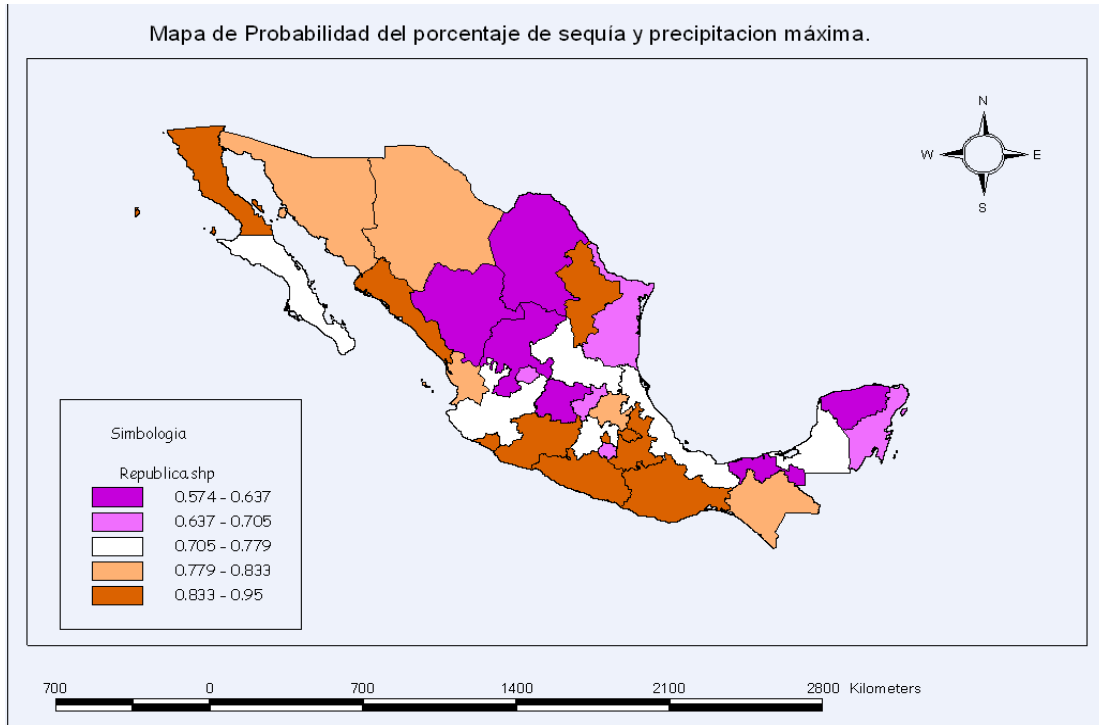 Mapa de Probabilidad del porcentaje de sequía y precipitacion máxima.
N
W E
S
Simbologia
Republica.shp
0.574 - 0.637
0.637 - 0.705
0.705 - 0.779
0.779 - 0.833
0.833 - 0.95
700 0 700 1400 2100 2800 Kilometers